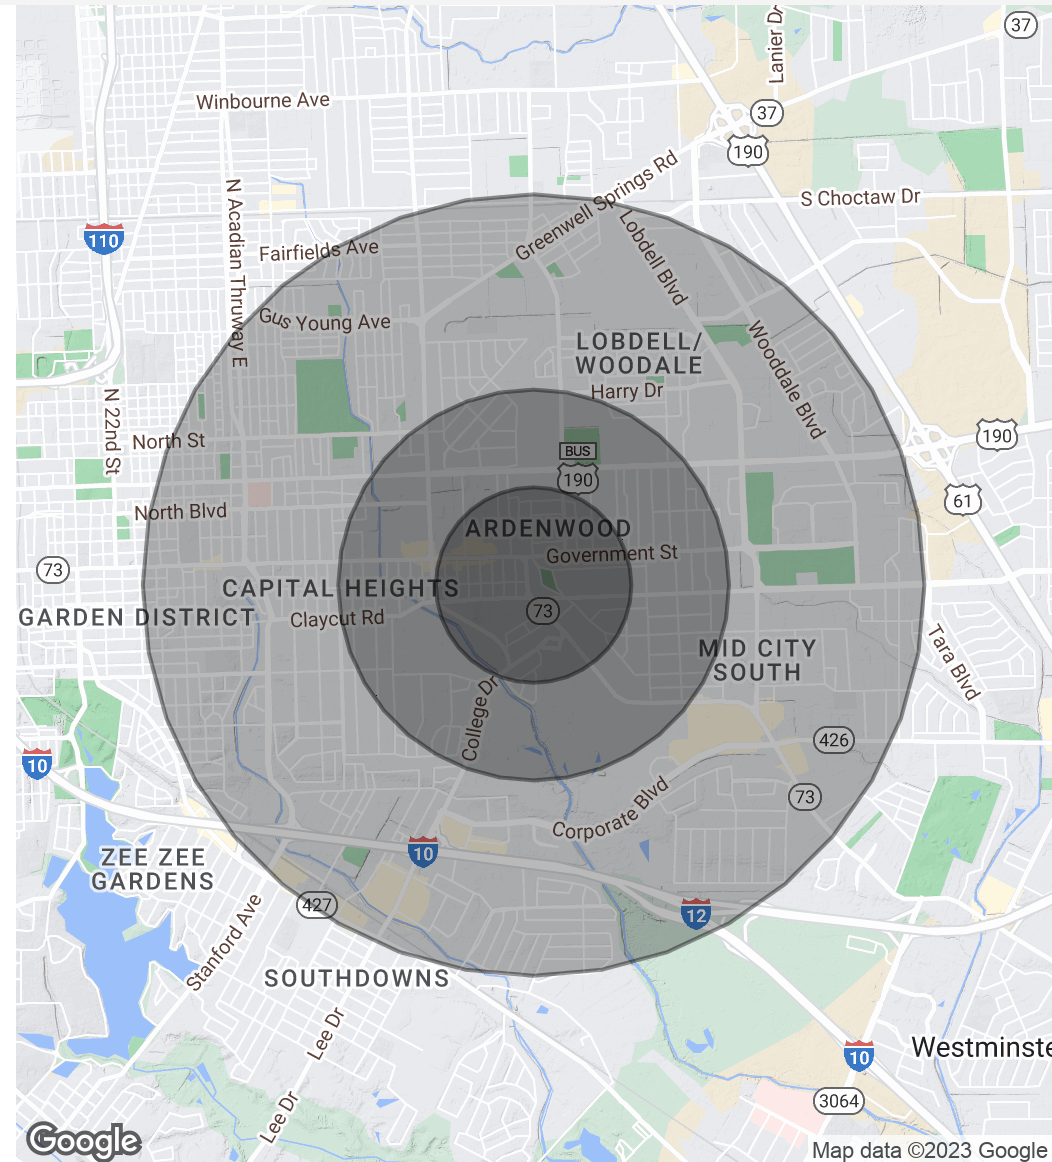 37
Lanier Dr
Winbourne Ave
37
190
N Acadian Thruway E
Greenwell Springs Rd
S Choctaw Dr
110
Fairfields Ave
Lobdell Blvd
Gus Young Ave
LOBDELL/
WOODALE
Wooddale Blvd
Harry Dr
N 22nd St
North St
190
BUS
190
61
North Blvd
ARDENWOOD
Government St
73
CAPITAL HEIGHTS
73
GARDEN DISTRICT
Claycut Rd
MID CITY
SOUTH
Tara Blvd
College Dr
426
10
73
Corporate Blvd
10
ZEE ZEE
GARDENS
427
12
Stanford Ave
SOUTHDOWNS
Lee Dr
Westminste
10
3064
Lee Dr
Google
Map data ©2023 Google